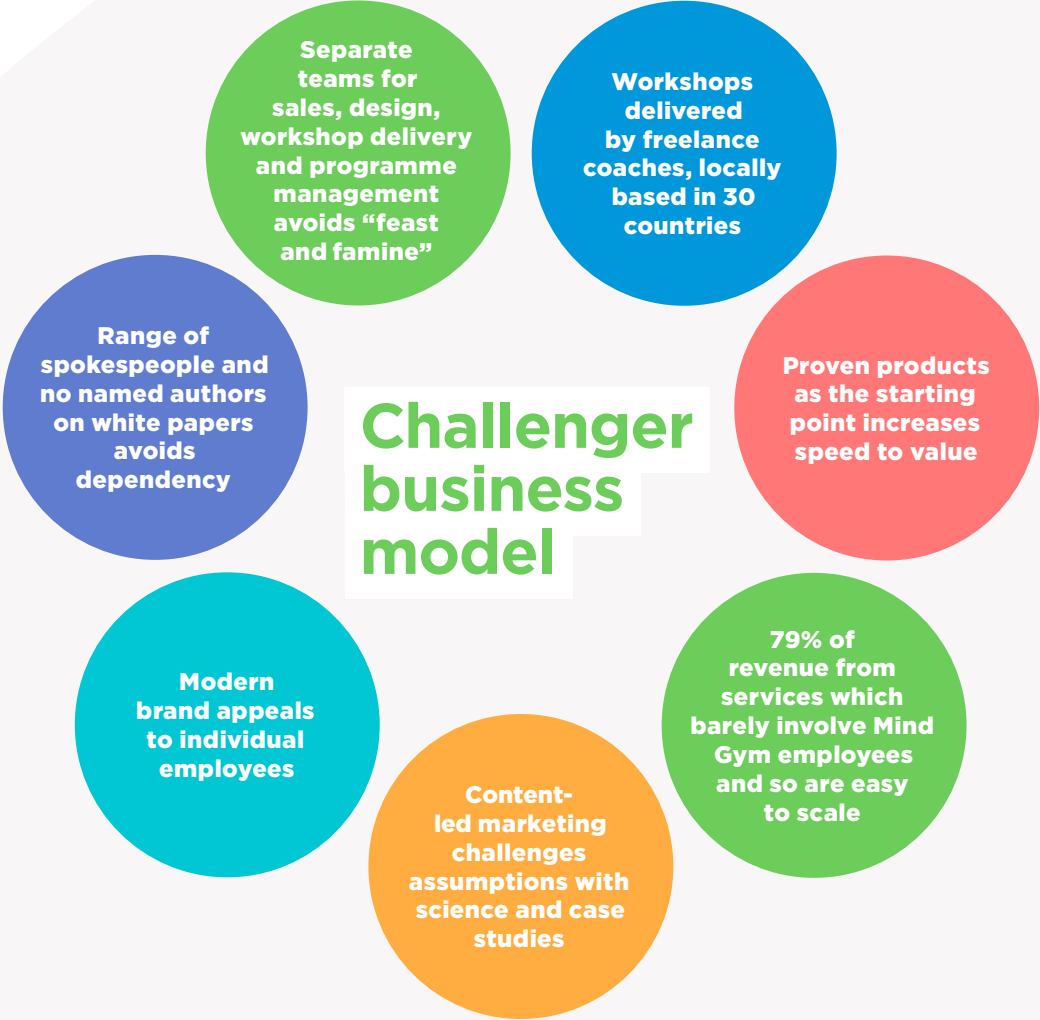 Separate
teams for
sales, design,
workshop delivery
and programme
management
avoids “feast
and famine”
Workshops
delivered
by freelance
coaches, locally
based in 30
countries
Range of
spokespeople and
no named authors
on white papers
avoids
dependency
Challenger
business
model
Proven products
as the starting
point increases
speed to value
Modern
brand appeals
to individual
employees
79% of
revenue from
services which
barely involve Mind
Gym employees
and so are easy
to scale
Content-
led marketing
challenges
assumptions with
science and case
studies